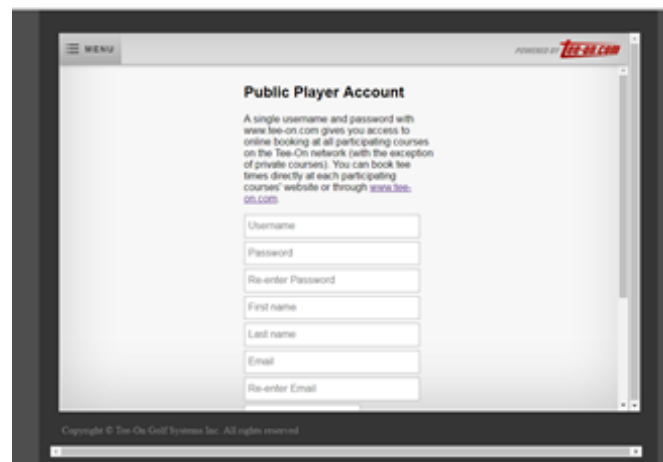 MENU
POWERED BY tee-on.com
Public Player Account
A single username and password with
www.tee-on.com gives you access to
online booking at all participating courses
on the Tee-On network (with the exception
of private courses). You can book tee
times directly at each participating
courses' website or through www.tee-
on.com.
Username
Password
Re-enter Password
First name
Last name
Email
Re-enter Email
Copyright © Tee-On Golf Systems Inc. All rights reserved